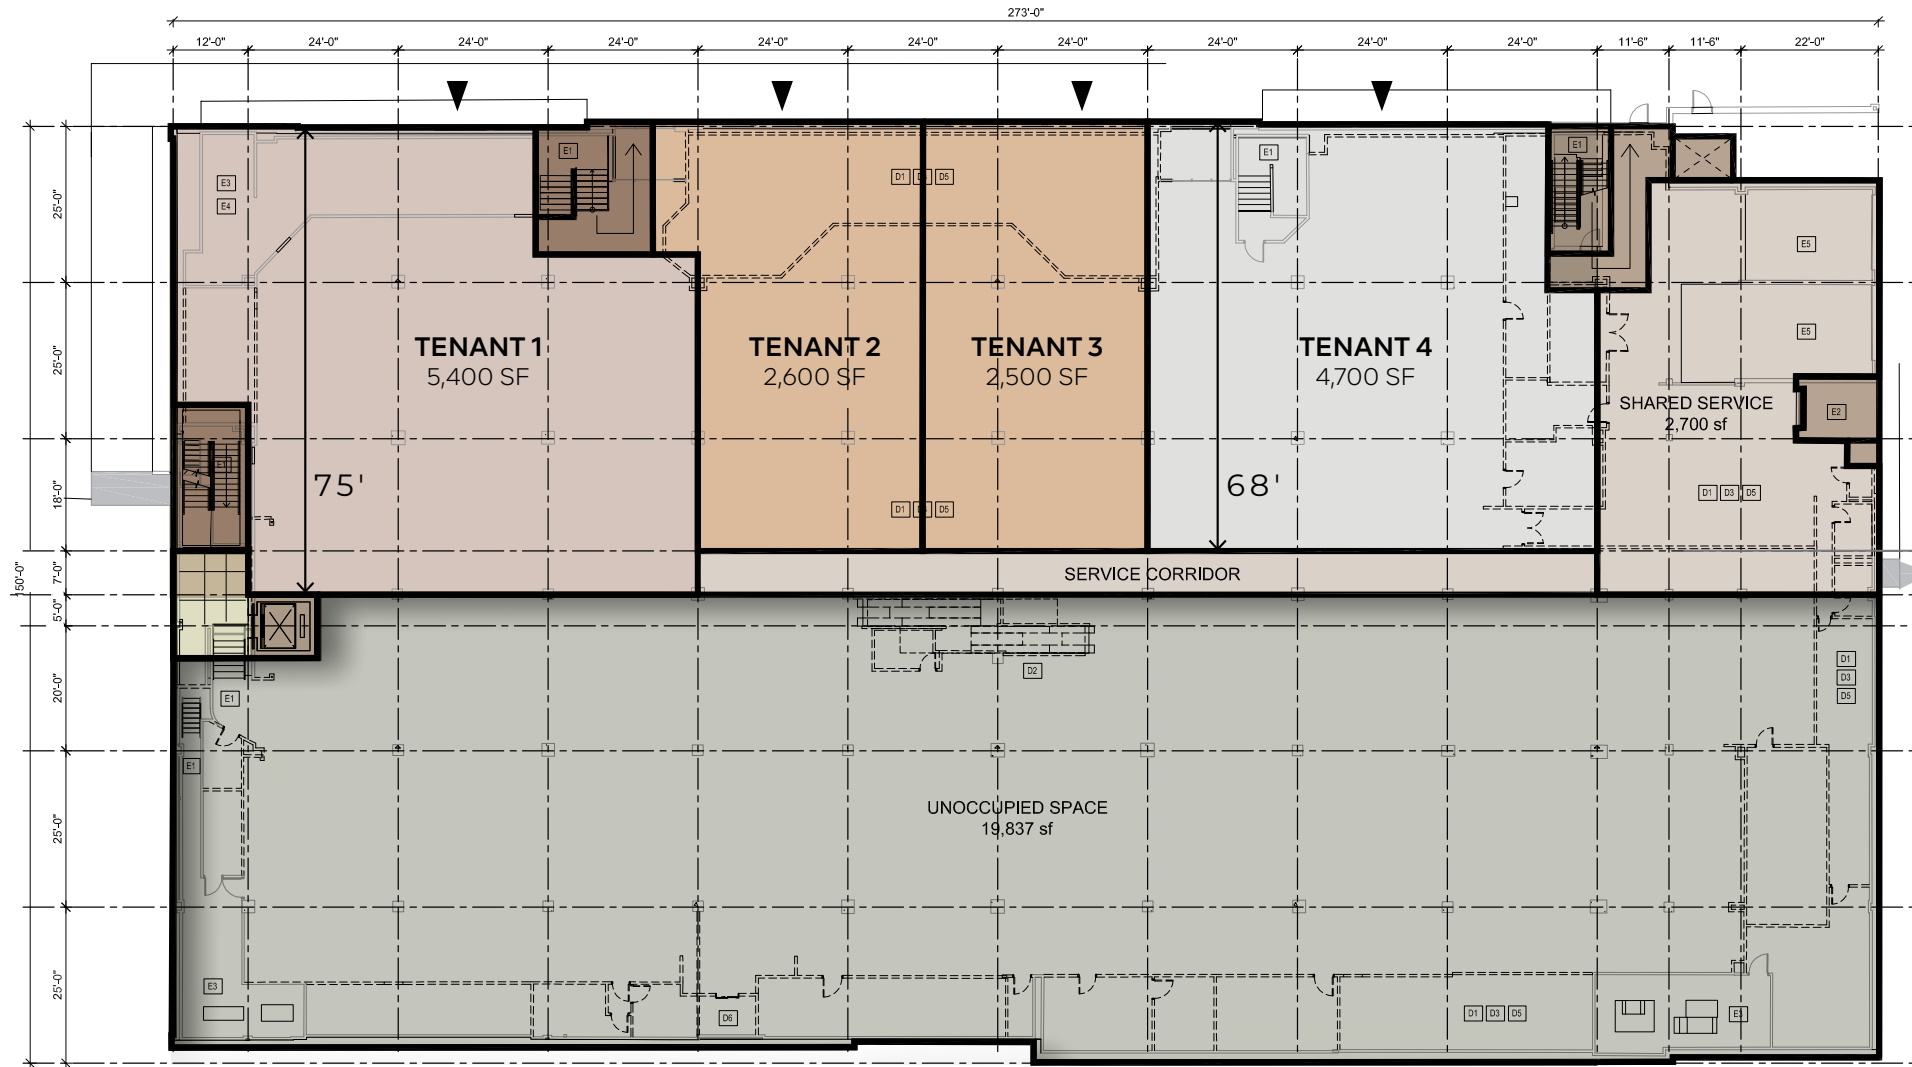 273'-0"
12'-0" 24'-0" 24'-0" 24'-0" 24'-0" 24'-0" 24'-0" 24'-0" 24'-0" 24'-0" 11'-6" 11'-6" 22'-0"
E1 E1 E1
E3 D1 D5
E4
25'-0"
E5
25'-0"
E5
TENANT 1 TENANT 2 TENANT 3 TENANT 4
5,400 SF 2,600 SF 2,500 SF 4,700 SF
SHARED SERVICE
2,700 sf
E2
75' 68'
18'-0"
D1 D3 D5
D1 D5
7'-0"
SERVICE CORRIDOR
5'-0"
D2
D1
D3
D5
20'-0"
E1
E1
UNOCCUPIED SPACE
19,837 sf
25'-0"
25'-0"
E3
D6
D1 D3 D5
E3